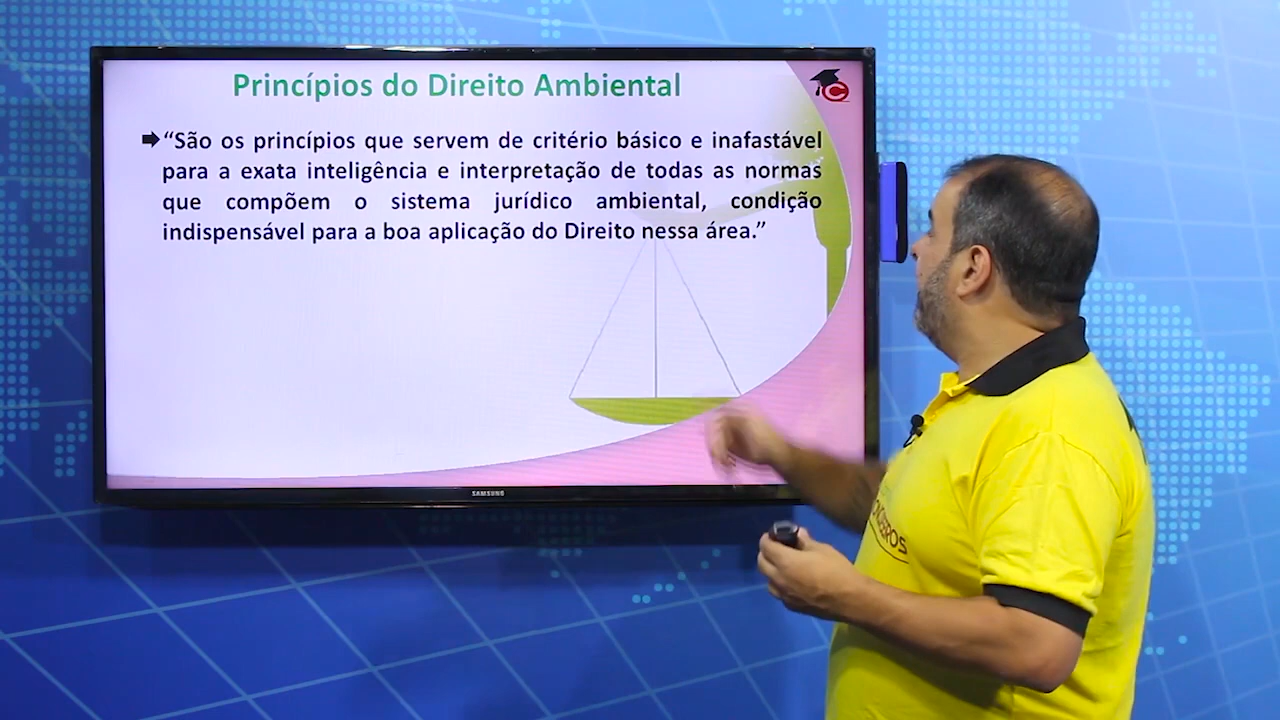 Princípios do Direito Ambiental
“São os princípios que servem de critério básico e inafastável
para a exata inteligência e interpretação de todas as normas
que compõem o sistema jurídico ambiental, condição
indispensável para a boa aplicação do Direito nessa área.”
SAMSUNG